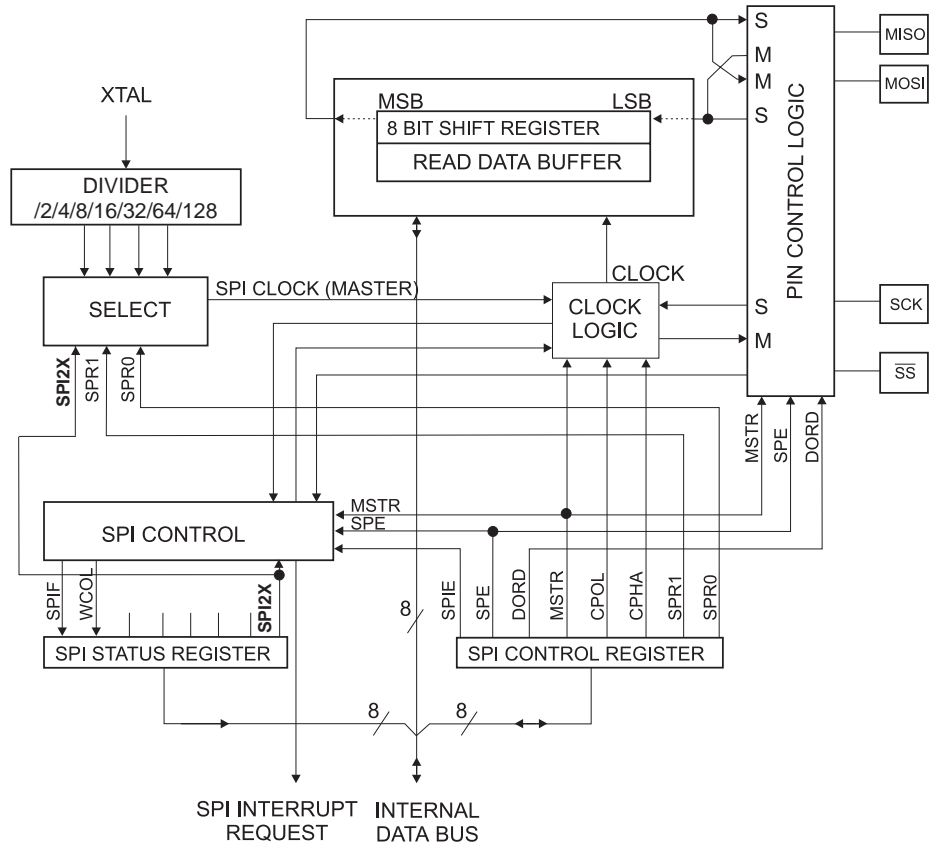 S
MISO
M
M
MOSI
S
PIN CONTROL LOGIC
MSB
LSB
8 BIT SHIFT REGISTER
READ DATA BUFFER
XTAL
DIVIDER
/2/4/8/16/32/64/128
SELECT
SPI CLOCK (MASTER)
CLOCK
CLOCK
LOGIC
S
M
SCK
SS
SPI2X
SPR1
SPR0
MSTR
SPE
DORD
SPI CONTROL
MSTR
SPE
SPIF
WCOL
SPI2X
8
SPIE
SPE
DORD
MSTR
CPOL
CPHA
SPR1
SPR0
SPI STATUS REGISTER
SPI CONTROL REGISTER
8
8
SPI INTERRUPT
REQUEST
INTERNAL
DATA BUS